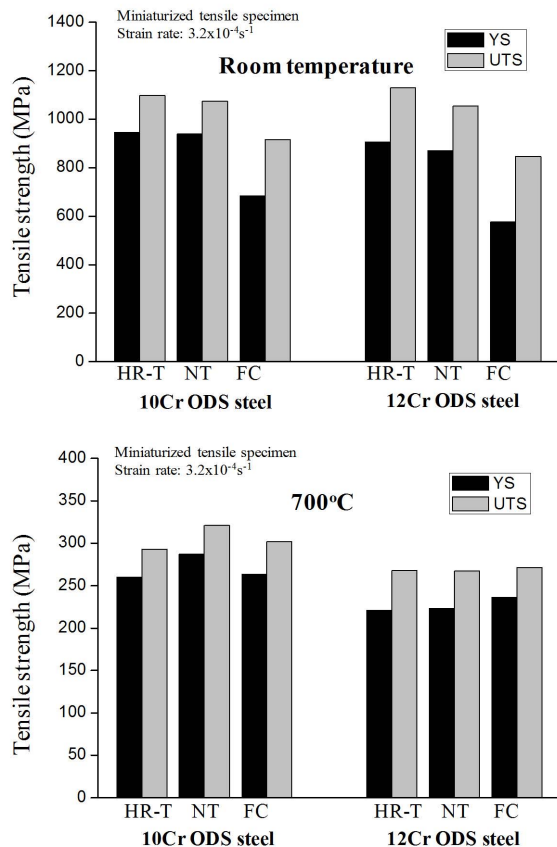 Miniaturized tensile specimen
Strain rate: 3.2x10-4s-1
Room temperature
YS
UTS
Tensile strength (MPa)
1400
1200
1000
800
600
400
200
0
HR-T NT FC HR-T NT FC
10Cr ODS steel 12Cr ODS steel
Miniaturized tensile specimen
Strain rate: 3.2x10-4s-1
700oC
YS
UTS
Tensile strength (MPa)
400
350
300
250
200
150
100
50
0
HR-T NT FC HR-T NT FC
10Cr ODS steel 12Cr ODS steel